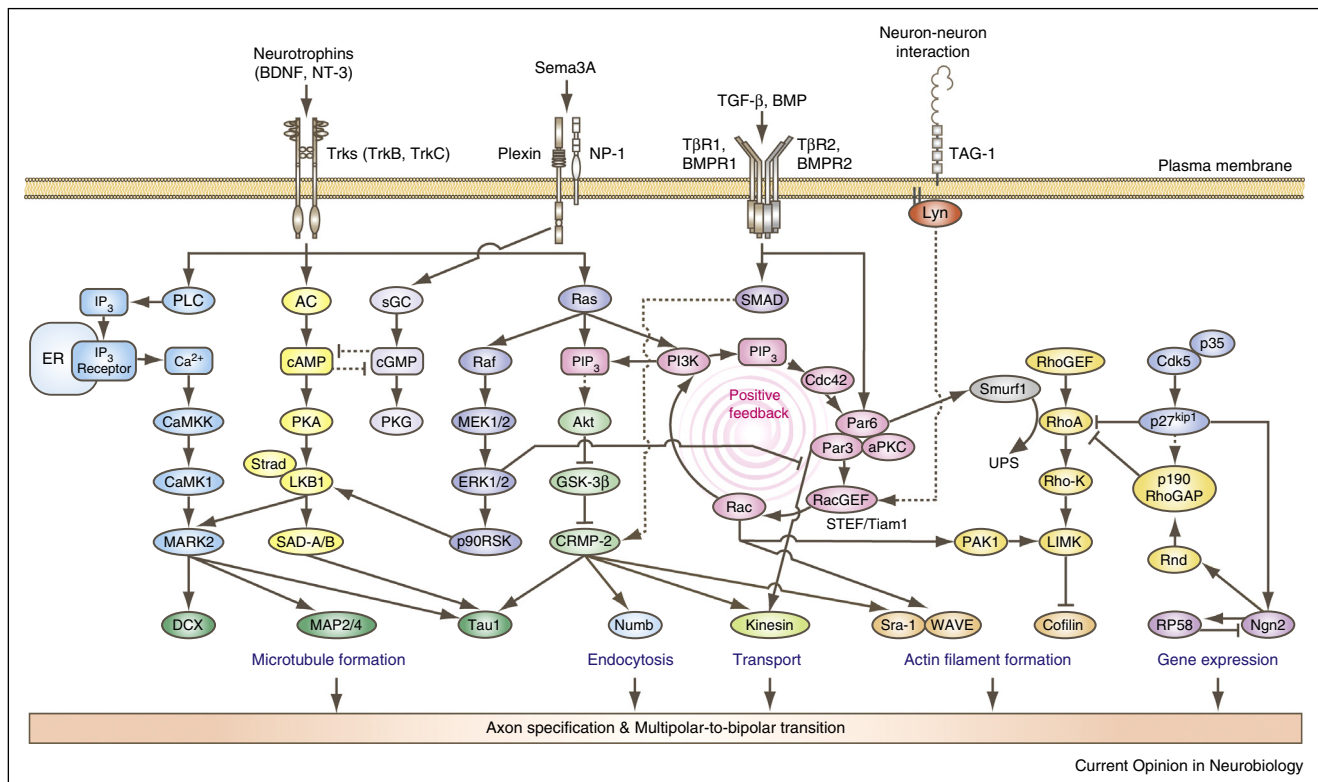 Neurotrophins
(BDNF, NT-3)
Sema3A
TGF-β, BMP
Neuron-neuron
interaction
Trks (TrkB, TrkC)
Plexin
NP-1
TβR1,
BMPR1
TβR2,
BMPR2
TAG-1
Plasma membrane
Lyn
IP3
PLC
AC
sGC
Ras
SMAD
ER
IP3
Receptor
Ca2+
cAMP
cGMP
Raf
PIP3
PI3K
PIP3
Cdc42
Positive
feedback
Smurf1
RhoGEF
Cdk5
p35
CaMKK
PKA
PKG
MEK1/2
Akt
Par6
Par3
aPKC
UPS
RhoA
p27kip1
Strad
LKB1
CaMK1
ERK1/2
GSK-3β
Rac
RacGEF
STEF/Tiam1
Rho-K
p190
RhoGAP
MARK2
SAD-A/B
p90RSK
CRMP-2
PAK1
LIMK
Rnd
DCX
MAP2/4
Tau1
Numb
Kinesin
Sra-1
WAVE
Cofilin
RP58
Ngn2
Microtubule formation
Endocytosis
Transport
Actin filament formation
Gene expression
Axon specification & Multipolar-to-bipolar transition
Current Opinion in Neurobiology